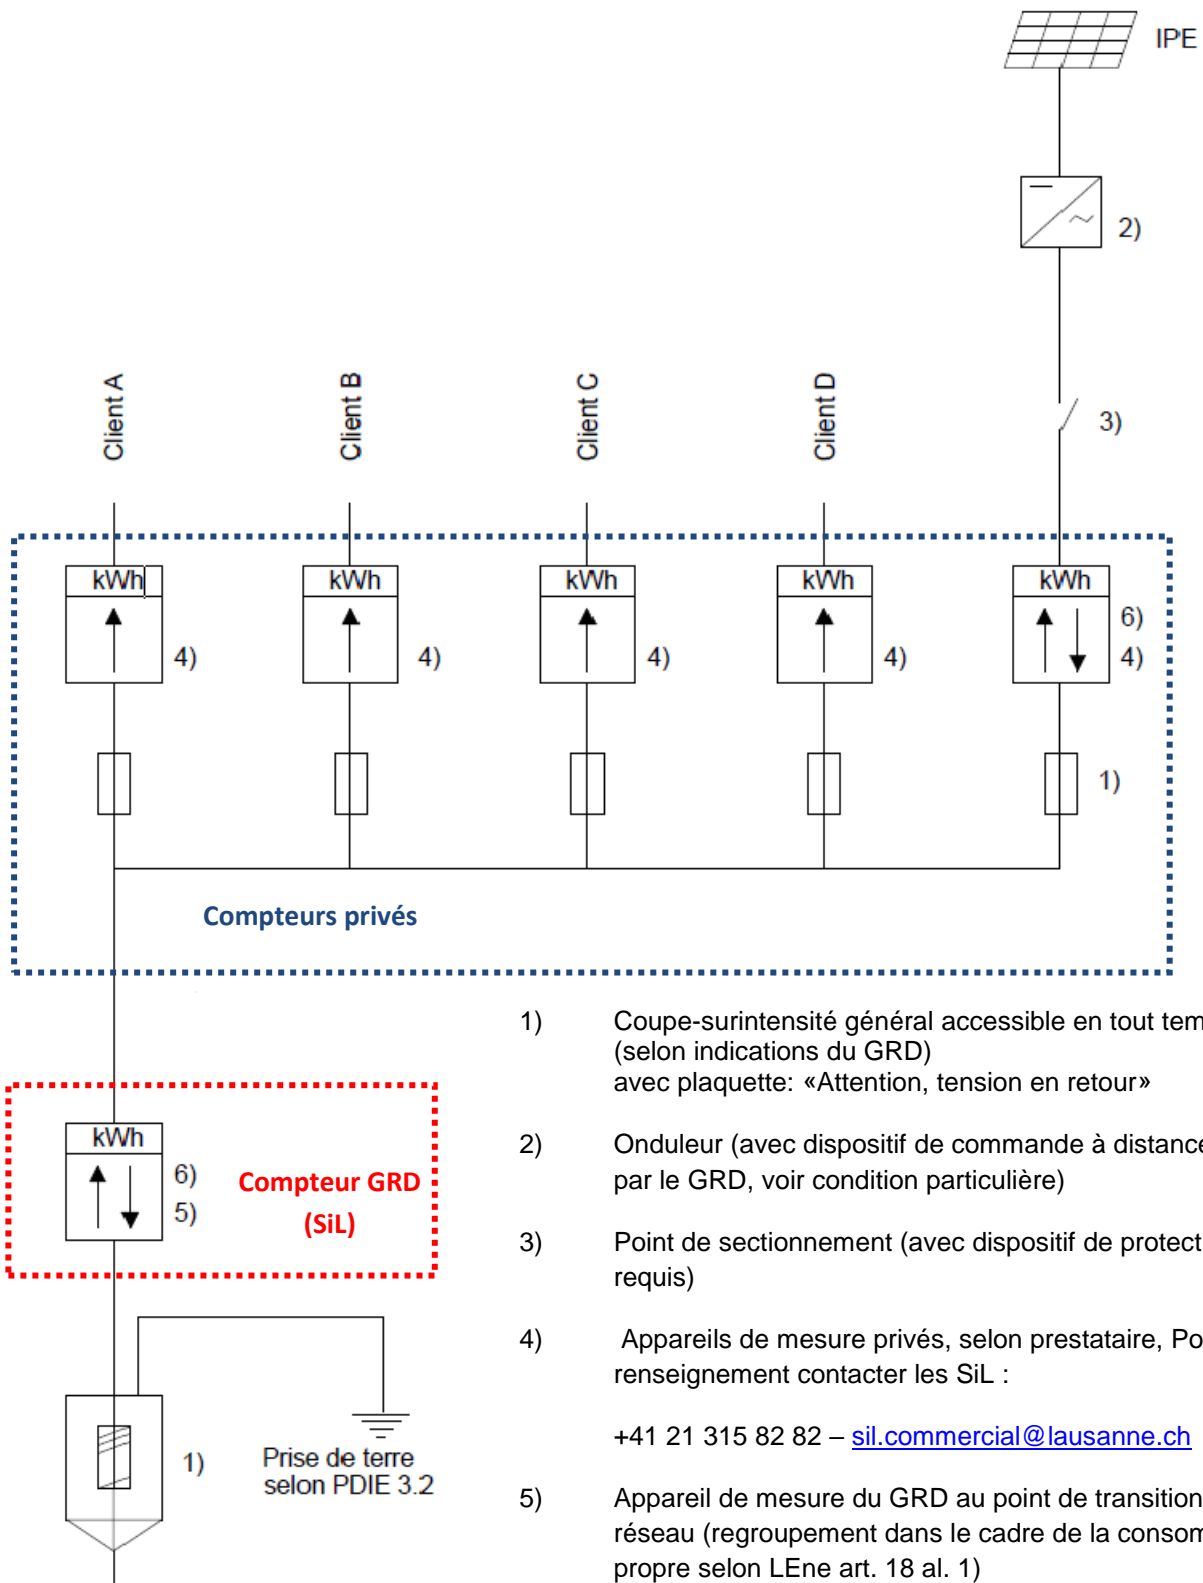 IPE
2)
3)
Client A
Client B
Client C
Client D
kWh
kWh
kWh
kWh
kWh
4)
4)
4)
4)
6)
4)
1)
Compteurs privés
kWh
6)
5)
Compteur GRD
(SiL)
1)
Prise de terre
selon PDIE 3.2
1) Coupe-surintensité général accessible en tout tem
(selon indications du GRD)
avec plaquette: «Attention, tension en retour»
2) Onduleur (avec dispositif de commande à distance
par le GRD, voir condition particulière)
3) Point de sectionnement (avec dispositif de protect
requis)
4) Appareils de mesure privés, selon prestataire, Po
renseignement contacter les SiL :
+41 21 315 82 82 – sil.commercial@lausanne.ch
5) Appareil de mesure du GRD au point de transition
réseau (regroupement dans le cadre de la conson
propre selon LEne art. 18 al. 1)